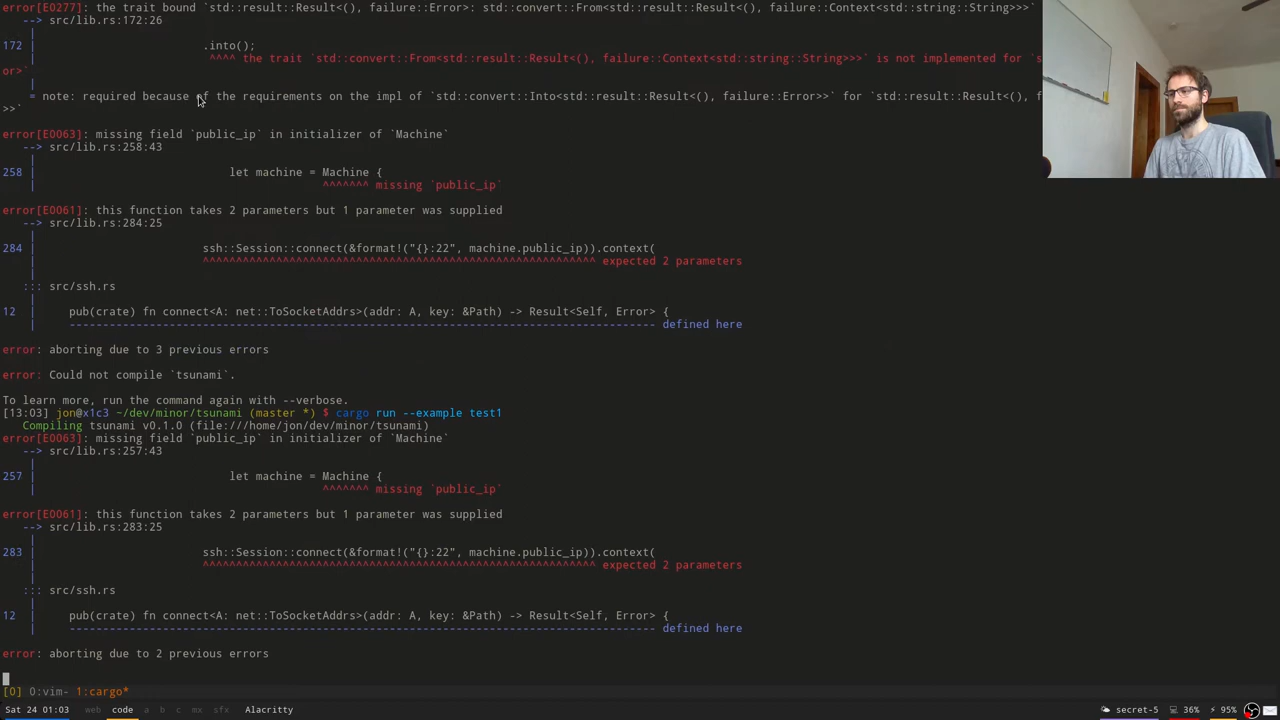 error[E0277]: the trait bound `std::result::Result<(), failure::Error>: std::convert::From<std::result::Result<(), failure::Context<std::string::String>>>`
--> src/lib.rs:172:26
|
172 | .into();
| ^^^^ the trait `std::convert::From<std::result::Result<(), failure::Context<std::string::String>>>` is not implemented for `s
or>`
|
= note: required because of the requirements on the impl of `std::convert::Into<std::result::Result<(), failure::Error>>` for `std::result::Result<(), f
>>`
error[E0063]: missing field `public_ip` in initializer of `Machine`
--> src/lib.rs:258:43
|
258 | let machine = Machine {
| ^^^^^^^ missing `public_ip`
error[E0061]: this function takes 2 parameters but 1 parameter was supplied
--> src/lib.rs:284:25
|
284 | ssh::Session::connect(&format!("{}:22", machine.public_ip)).context(
| ^^^^^^^^^^^^^^^^^^^^^^^^^^^^^^^^^^^^^^^^^^^^^^^^^^^^^^^^^^^ expected 2 parameters
|
::: src/ssh.rs
|
12 | pub(crate) fn connect<A: net::ToSocketAddrs>(addr: A, key: &Path) -> Result<Self, Error> {
| ---------------------------------------------------------------------------------------- defined here
error: aborting due to 3 previous errors
error: Could not compile `tsunami`.
To learn more, run the command again with --verbose.
[13:03] jon@x1c3 ~/dev/minor/tsunami (master *) $ cargo run --example test1
Compiling tsunami v0.1.0 (file:///home/jon/dev/minor/tsunami)
error[E0063]: missing field `public_ip` in initializer of `Machine`
--> src/lib.rs:257:43
|
257 | let machine = Machine {
| ^^^^^^^ missing `public_ip`
error[E0061]: this function takes 2 parameters but 1 parameter was supplied
--> src/lib.rs:283:25
|
283 | ssh::Session::connect(&format!("{}:22", machine.public_ip)).context(
| ^^^^^^^^^^^^^^^^^^^^^^^^^^^^^^^^^^^^^^^^^^^^^^^^^^^^^^^^^^^ expected 2 parameters
|
::: src/ssh.rs
|
12 | pub(crate) fn connect<A: net::ToSocketAddrs>(addr: A, key: &Path) -> Result<Self, Error> {
| ---------------------------------------------------------------------------------------- defined here
error: aborting due to 2 previous errors
[0] 0:vim- 1:cargo*
Sat 24 01:03 web code a b c mx sfx Alacritty secret-5 36% 95%